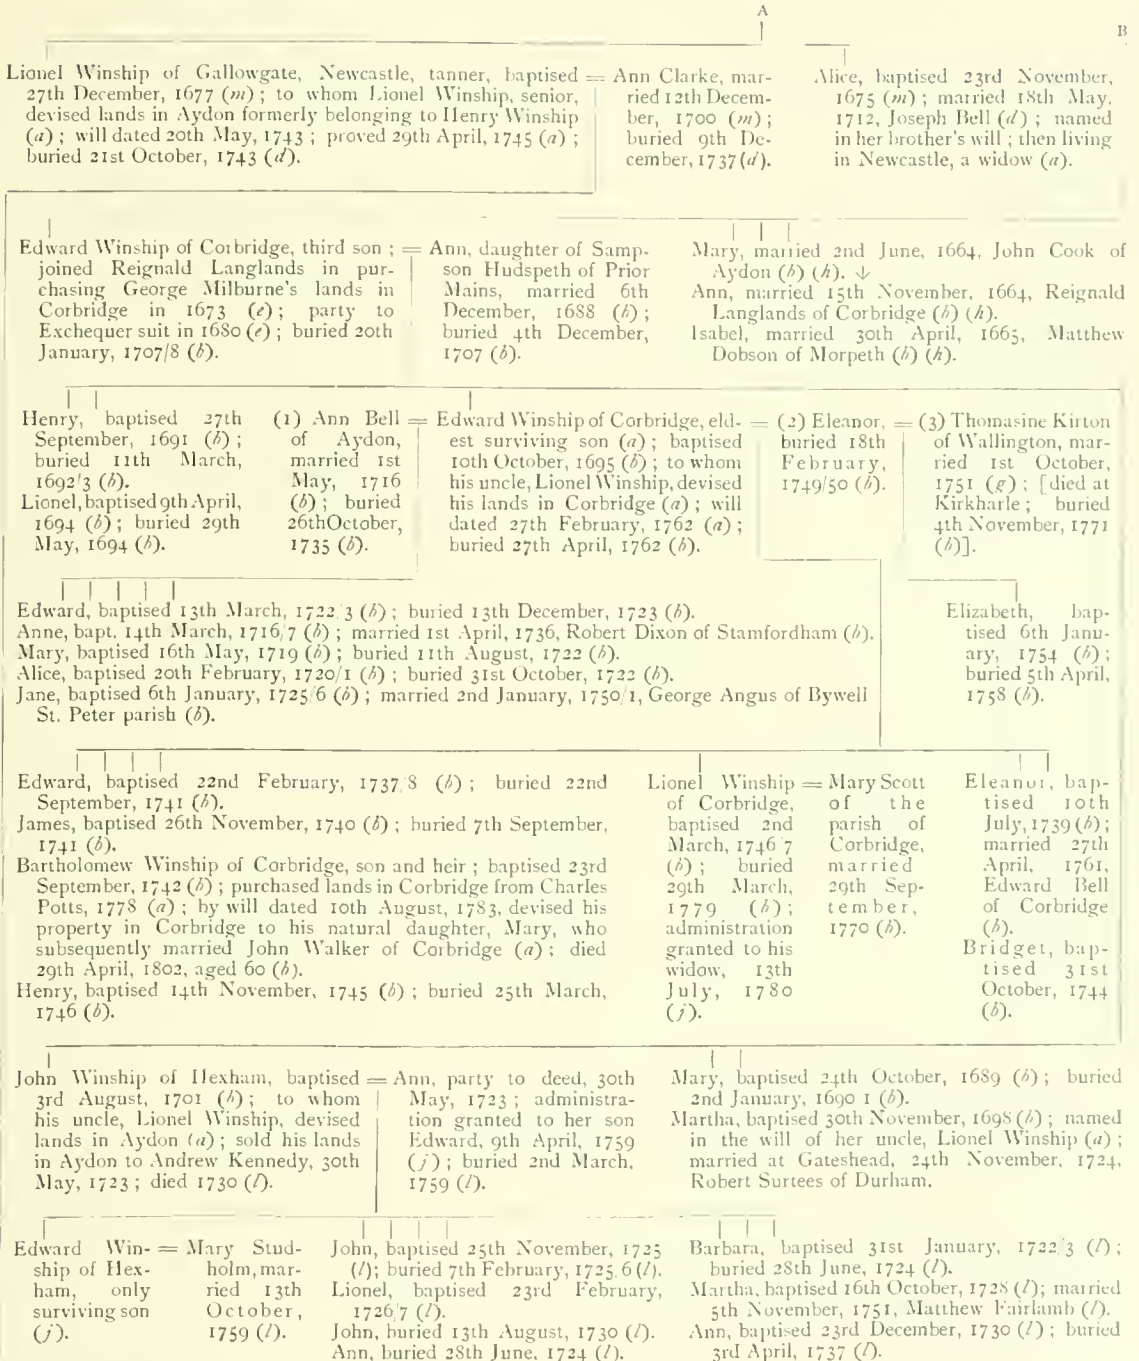 A
B
Lionel Winship of Gallowgate, Newcastle, tanner, baptised
27th December, 1677 (m) ; to whom Lionel Winship, senior,
devised lands in Aydon formerly belonging to Henry Winship
(a) ; will dated 20th May, 1743 ; proved 29th April, 1745 (a) ;
buried 21st October, 1743 (d).
= Ann Clarke, mar-
ried 12th Decem-
ber, 1700 (m) ;
buried 9th De-
cember, 1737 (d).
Alice, baptised 23rd November,
1675 (m) ; married 18th May,
1712, Joseph Bell (d) ; named
in her brother's will ; then living
in Newcastle, a widow (a).
Edward Winship of Corbridge, third son ;
joined Reignald Langlands in pur-
chasing George Milburne's lands in
Corbridge in 1673 (e) ; party to
Exchequer suit in 1680 (e) ; buried 20th
January, 1707/8 (b).
= Ann, daughter of Samp-
son Hudspeth of Prior
Mains, married 6th
December, 1688 (b) ;
buried 4th December,
1707 (b).
Mary, married 2nd June, 1664, John Cook of
Aydon (b) (h). ↓
Ann, married 15th November, 1664, Reignald
Langlands of Corbridge (b) (h).
Isabel, married 30th April, 1665, Matthew
Dobson of Morpeth (b) (h).
Henry, baptised 27th
September, 1691 (b) ;
buried 11th March,
1692/3 (b).
Lionel, baptised 9th April,
1694 (b) ; buried 29th
May, 1694 (b).
(1) Ann Bell
of Aydon,
married 1st
May, 1716
(b) ; buried
26th October,
1735 (b).
= Edward Winship of Corbridge, eld-
est surviving son (a) ; baptised
10th October, 1695 (b) ; to whom
his uncle, Lionel Winship, devised
his lands in Corbridge (a) ; will
dated 27th February, 1762 (a) ;
buried 27th April, 1762 (b).
= (2) Eleanor,
buried 18th
February,
1749/50 (b).
= (3) Thomasine Kirton
of Wallington, mar-
ried 1st October,
1751 (g) ; [died at
Kirkharle ; buried
4th November, 1771
(b)].
Edward, baptised 13th March, 1722/3 (b) ; buried 13th December, 1723 (b).
Anne, bapt. 14th March, 1716/7 (b) ; married 1st April, 1736, Robert Dixon of Stamfordham (b).
Mary, baptised 16th May, 1719 (b) ; buried 11th August, 1722 (b).
Alice, baptised 20th February, 1720/1 (b) ; buried 31st October, 1722 (b).
Jane, baptised 6th January, 1725/6 (b) ; married 2nd January, 1750/1, George Angus of Bywell
St. Peter parish (b).
Elizabeth, bap-
tised 6th Janu-
ary, 1754 (b) ;
buried 5th April,
1758 (b).
Edward, baptised 22nd February, 1737/8 (b) ; buried 22nd
September, 1741 (b).
James, baptised 26th November, 1740 (b) ; buried 7th September,
1741 (b).
Bartholomew Winship of Corbridge, son and heir ; baptised 23rd
September, 1742 (b) ; purchased lands in Corbridge from Charles
Potts, 1778 (a) ; by will dated 10th August, 1783, devised his
property in Corbridge to his natural daughter, Mary, who
subsequently married John Walker of Corbridge (a) ; died
29th April, 1802, aged 60 (b).
Henry, baptised 14th November, 1745 (b) ; buried 25th March,
1746 (b).
Lionel Winship
of Corbridge,
baptised 2nd
March, 1746/7
(b) ; buried
29th March,
1779 (b) ;
administration
granted to his
widow, 13th
July, 1780
(j).
= Mary Scott
of the
parish of
Corbridge,
married
29th Sep-
tember,
1770 (b).
Eleanor, bap-
tised 10th
July, 1739 (b) ;
married 27th
April, 1761,
Edward Bell
of Corbridge
(b).
Bridget, bap-
tised 31st
October, 1744
(b).
John Winship of Hexham, baptised
3rd August, 1701 (b) ; to whom
his uncle, Lionel Winship, devised
lands in Aydon (a) ; sold his lands
in Aydon to Andrew Kennedy, 30th
May, 1723 ; died 1730 (l).
= Ann, party to deed, 30th
May, 1723 ; administra-
tion granted to her son
Edward, 9th April, 1759
(j) ; buried 2nd March,
1759 (l).
Mary, baptised 24th October, 1689 (b) ; buried
2nd January, 1690/1 (b).
Martha, baptised 30th November, 1698 (b) ; named
in the will of her uncle, Lionel Winship (a) ;
married at Gateshead, 24th November, 1724,
Robert Surtees of Durham.
Edward Win-
ship of Hex-
ham, only
surviving son
(j).
= Mary Stud-
holm, mar-
ried 13th
October,
1759 (l).
John, baptised 25th November, 1725
(l) ; buried 7th February, 1725/6 (l).
Lionel, baptised 23rd February,
1726/7 (l).
John, buried 13th August, 1730 (l).
Ann, buried 28th June, 1724 (l).
Barbara, baptised 31st January, 1722/3 (l) ;
buried 28th June, 1724 (l).
Martha, baptised 16th October, 1728 (l) ; married
5th November, 1751, Matthew Fairlamb (l).
Ann, baptised 23rd December, 1730 (l) ; buried
3rd April, 1737 (l).